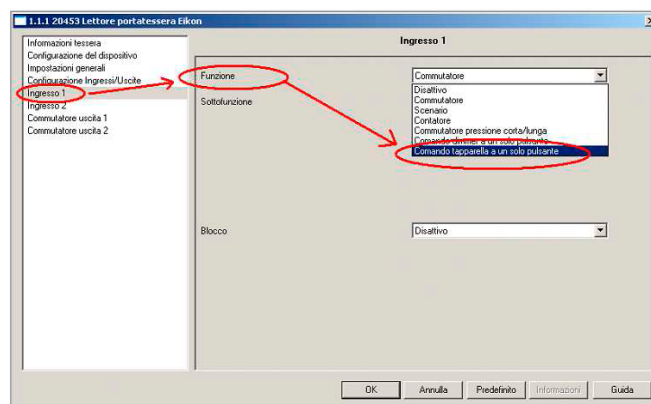 1.1.1 20453 Lettore portatessera Eikon
Informazioni tessera
Configurazione del dispositivo
Impostazioni generali
Configurazione Ingressi/Uscite
Ingresso 1
Ingresso 2
Commutatore uscita 1
Commutatore uscita 2
Ingresso 1
Funzione
Commutatore
Disattivo
Commutatore
Scenario
Contatore
Commutatore pressione corta/lunga
Comando dimmer a un solo pulsante
Comando tapparella a un solo pulsante
Sottofunzione
Blocco
Disattivo
OK
Annulla
Predefinito
Informazioni
Guida